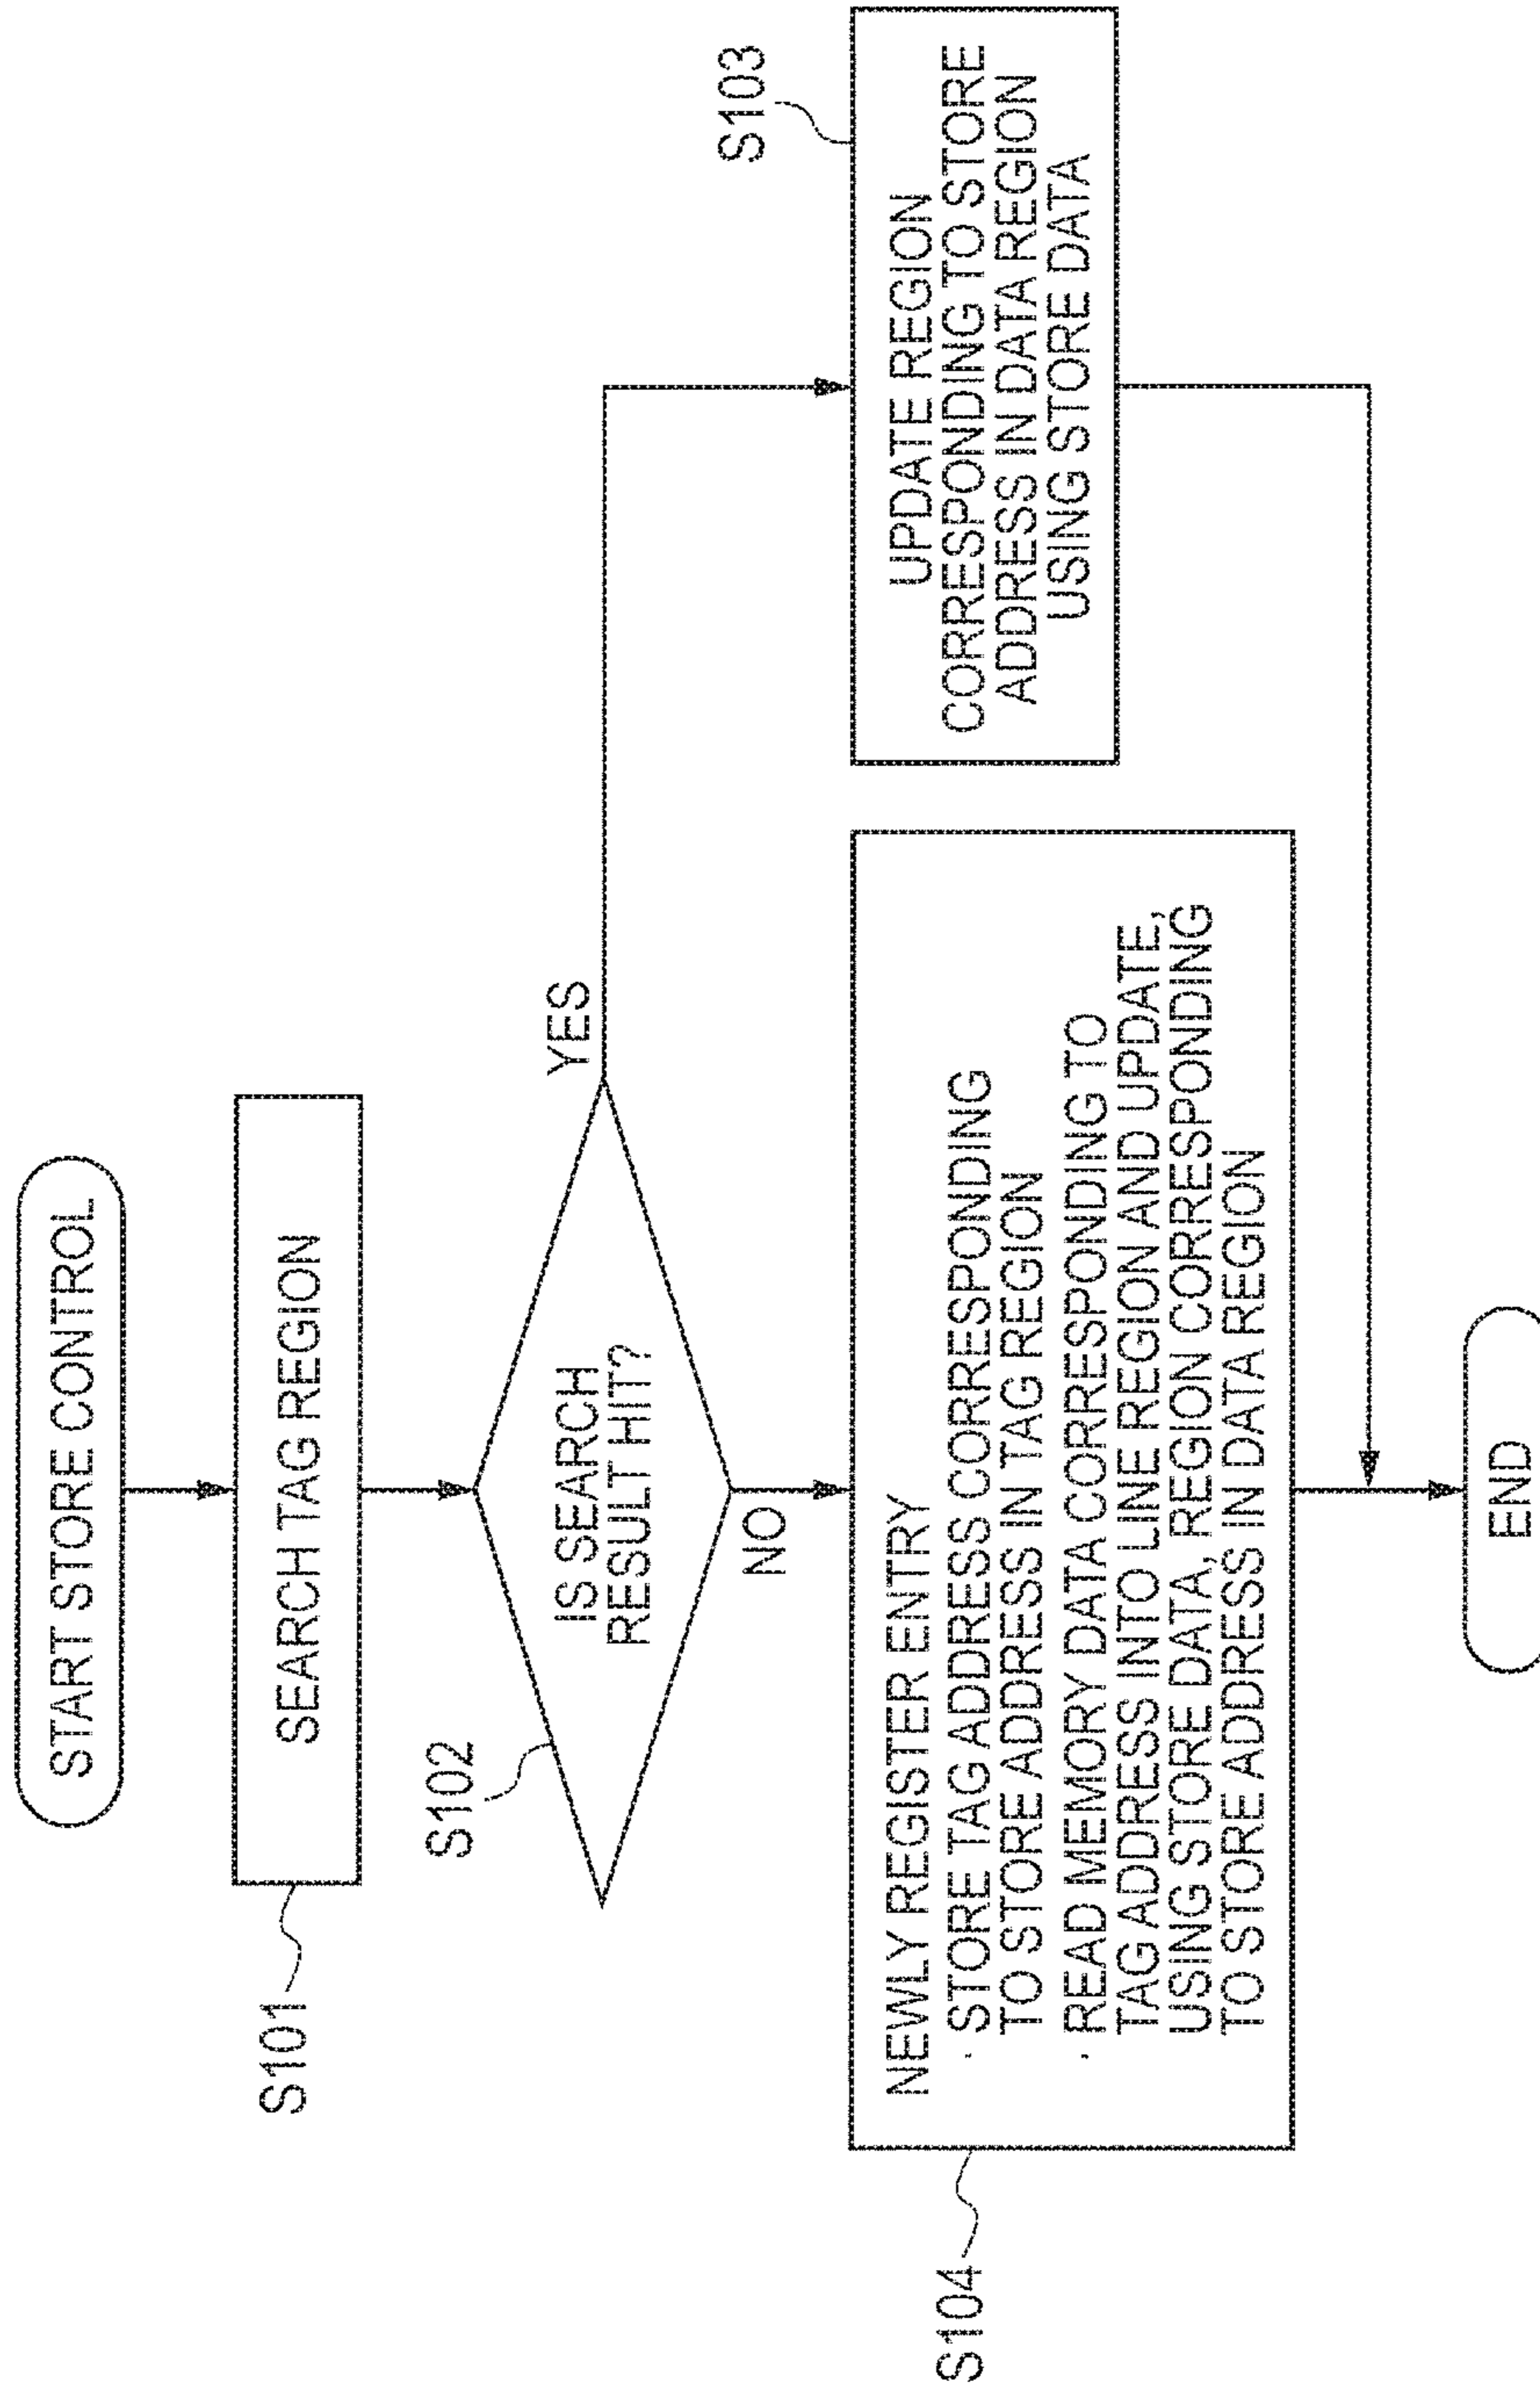 START STORE CONTROL
S101
SEARCH TAG REGION
S102
IS SEARCH
RESULT HIT?
YES
NO
S103
UPDATE REGION
CORRESPONDING TO STORE
ADDRESS IN DATA REGION
USING STORE DATA
S104
NEWLY REGISTER ENTRY
· STORE TAG ADDRESS CORRESPONDING
TO STORE ADDRESS IN TAG REGION
· READ MEMORY DATA CORRESPONDING TO
TAG ADDRESS INTO LINE REGION AND UPDATE,
USING STORE DATA, REGION CORRESPONDING
TO STORE ADDRESS IN DATA REGION
END